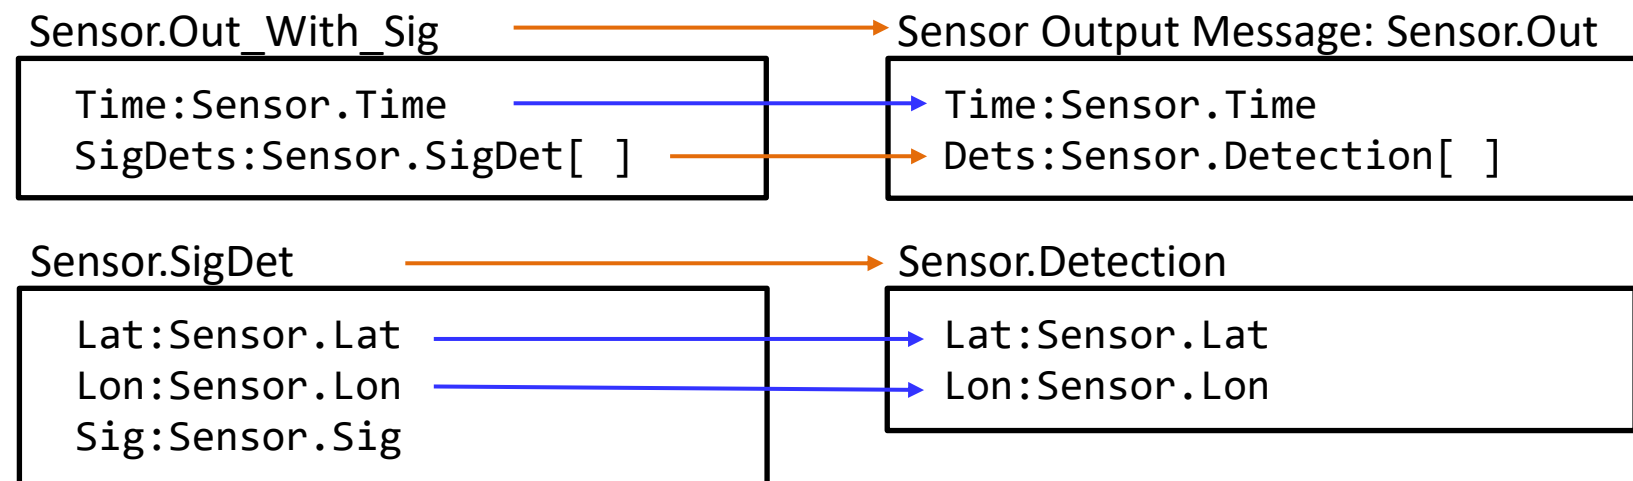 Sensor.Out_With_Sig
Time:Sensor.Time
SigDets:Sensor.SigDet[ ]
Sensor Output Message: Sensor.Out
Time:Sensor.Time
Dets:Sensor.Detection[ ]
Sensor.SigDet
Lat:Sensor.Lat
Lon:Sensor.Lon
Sig:Sensor.Sig
Sensor.Detection
Lat:Sensor.Lat
Lon:Sensor.Lon